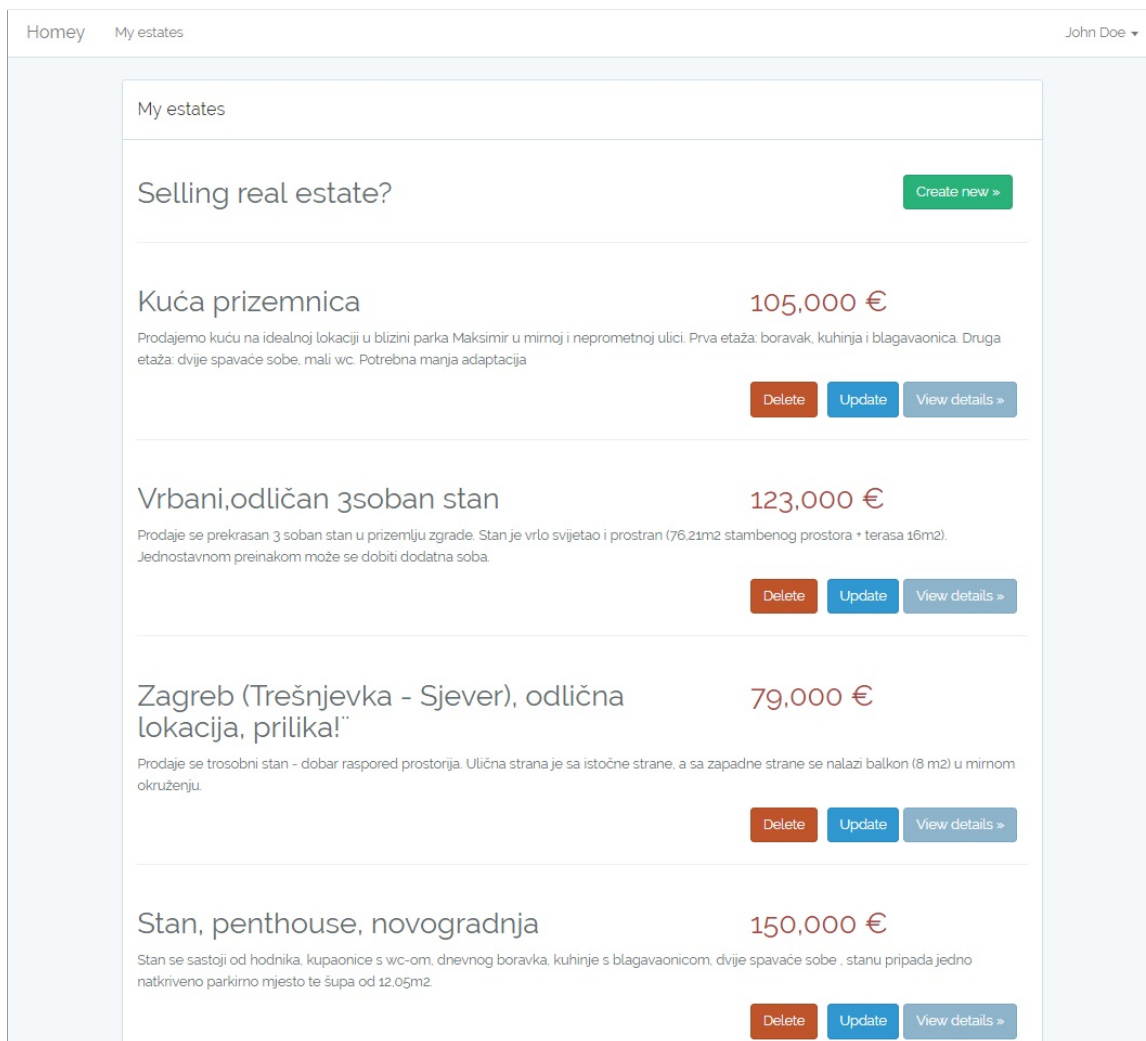 Homey My estates John Doe
My estates
Selling real estate? Create new »
Kuća prizemnica 105,000 €
Prodajemo kuću na idealnoj lokaciji u blizini parka Maksimir u mirnoj i neprometnoj ulici. Prva etaža: boravak, kuhinja i blagavaonica. Druga
etaža: dvije spavaće sobe, mali wc. Potrebna manja adaptacija
Delete Update View details »
Vrbani,odličan 3soban stan 123,000 €
Prodaje se prekrasan 3 soban stan u prizemlju zgrade. Stan je vrlo svijetao i prostran (76,21m2 stambenog prostora + terasa 16m2).
Jednostavnom preinakom može se dobiti dodatna soba.
Delete Update View details »
Zagreb (Trešnjevka - Sjever), odlična 79,000 €
lokacija, prilika!¨
Prodaje se trosobni stan - dobar raspored prostorija. Ulična strana je sa istočne strane, a sa zapadne strane se nalazi balkon (8 m2) u mirnom
okruženju.
Delete Update View details »
Stan, penthouse, novogradnja 150,000 €
Stan se sastoji od hodnika, kupaonice s wc-om, dnevnog boravka, kuhinje s blagavaonicom, dvije spavaće sobe , stanu pripada jedno
natkriveno parkirno mjesto te šupa od 12,05m2.
Delete Update View details »